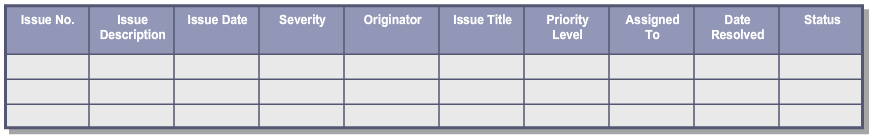 Issue No.
Issue
Description
Issue Date
Severity
Originator
Issue Title
Priority
Level
Assigned
To
Date
Resolved
Status